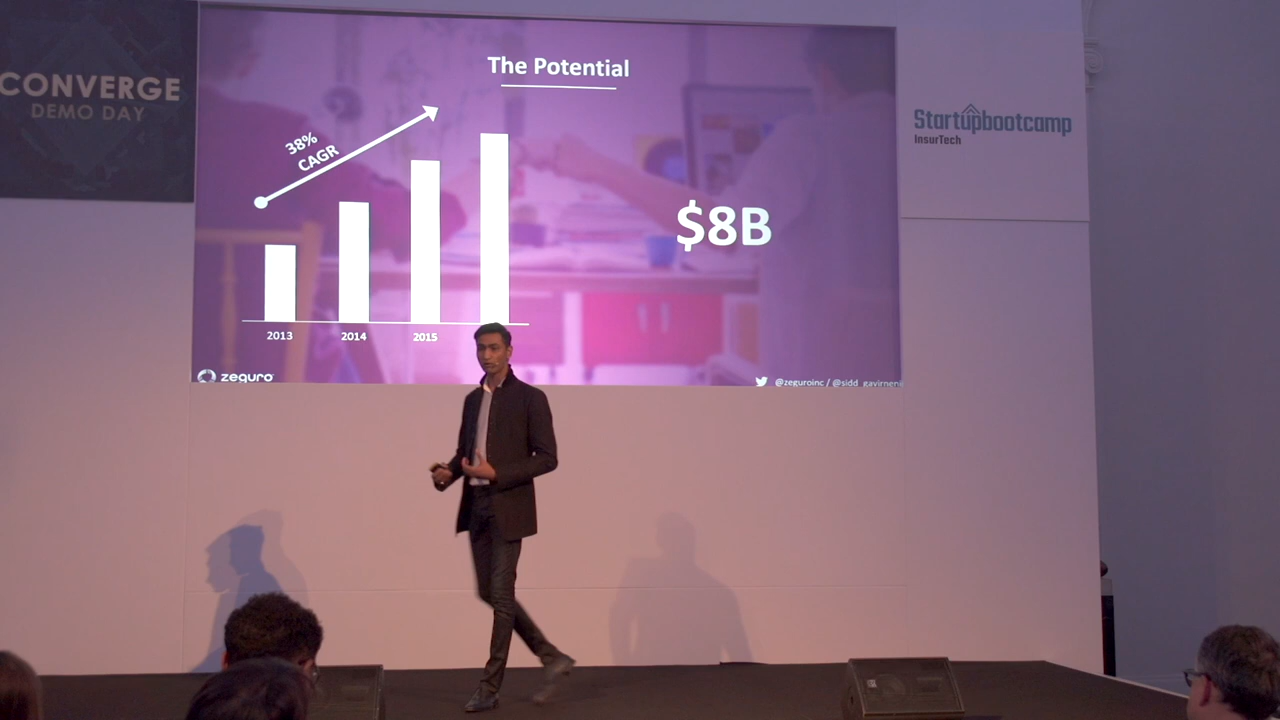 CONVERGE
DEMO DAY
The Potential
38%
CAGR
$8B
2013
2014
2015
zeguro
@zeguroinc / @sidd_gavirneni
Startupbootcamp
InsurTech